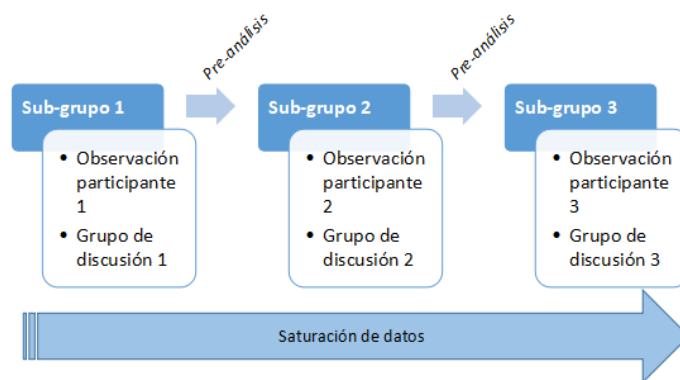 Pre-análisis
Pre-análisis
Sub-grupo 1
Sub-grupo 2
Sub-grupo 3
• Observación
participante
1
• Grupo de
discusión 1
• Observación
participante
2
• Grupo de
discusión 2
• Observación
participante
3
• Grupo de
discusión 3
Saturación de datos